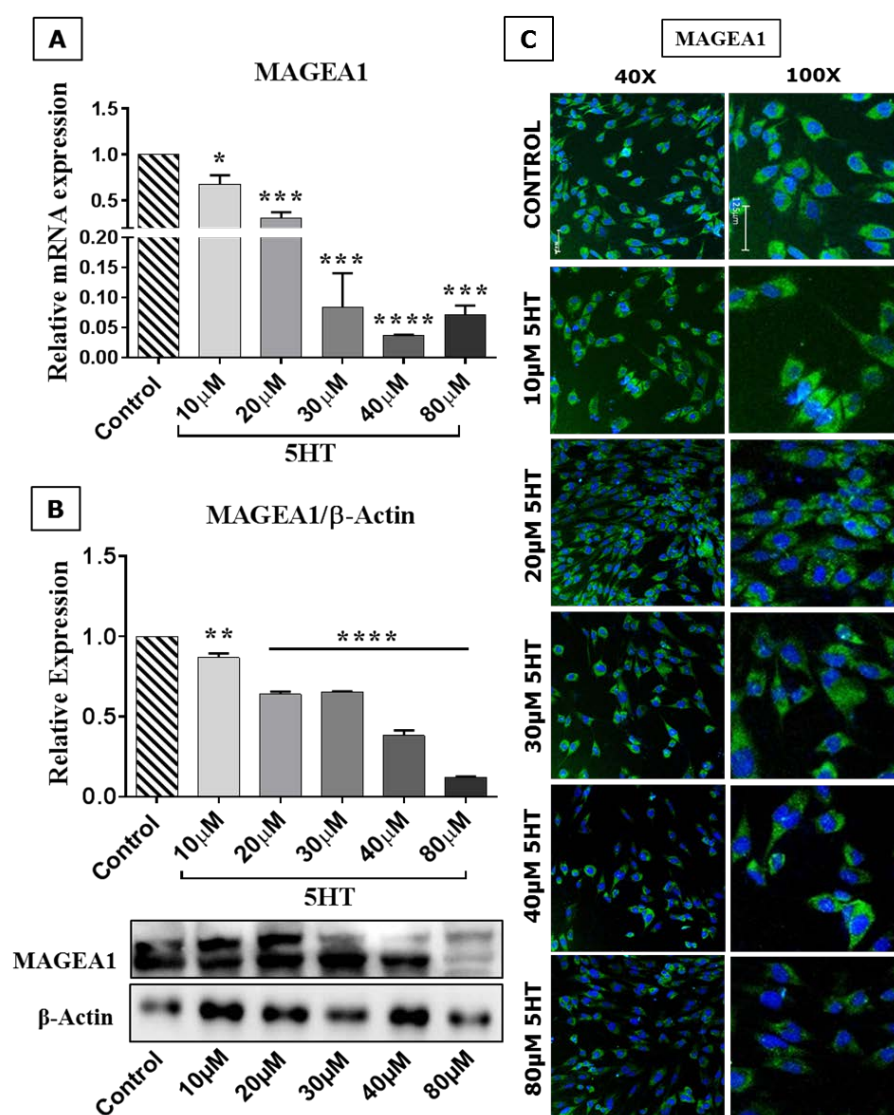 A
MAGEA1
Relative mRNA expression
1.0
0.5
0.20
0.15
0.10
0.05
0.00
*
***
***
****
***
Control
10μM
20μM
30μM
40μM
80μM
5HT
B
MAGEA1/β-Actin
Relative Expression
1.5
1.0
0.5
0.0
**
****
Control
10μM
20μM
30μM
40μM
80μM
5HT
MAGEA1
β-Actin
Control
10μM
20μM
30μM
40μM
80μM
C
MAGEA1
40X 100X
CONTROL
125μm
10μM 5HT
20μM 5HT
30μM 5HT
40μM 5HT
80μM 5HT